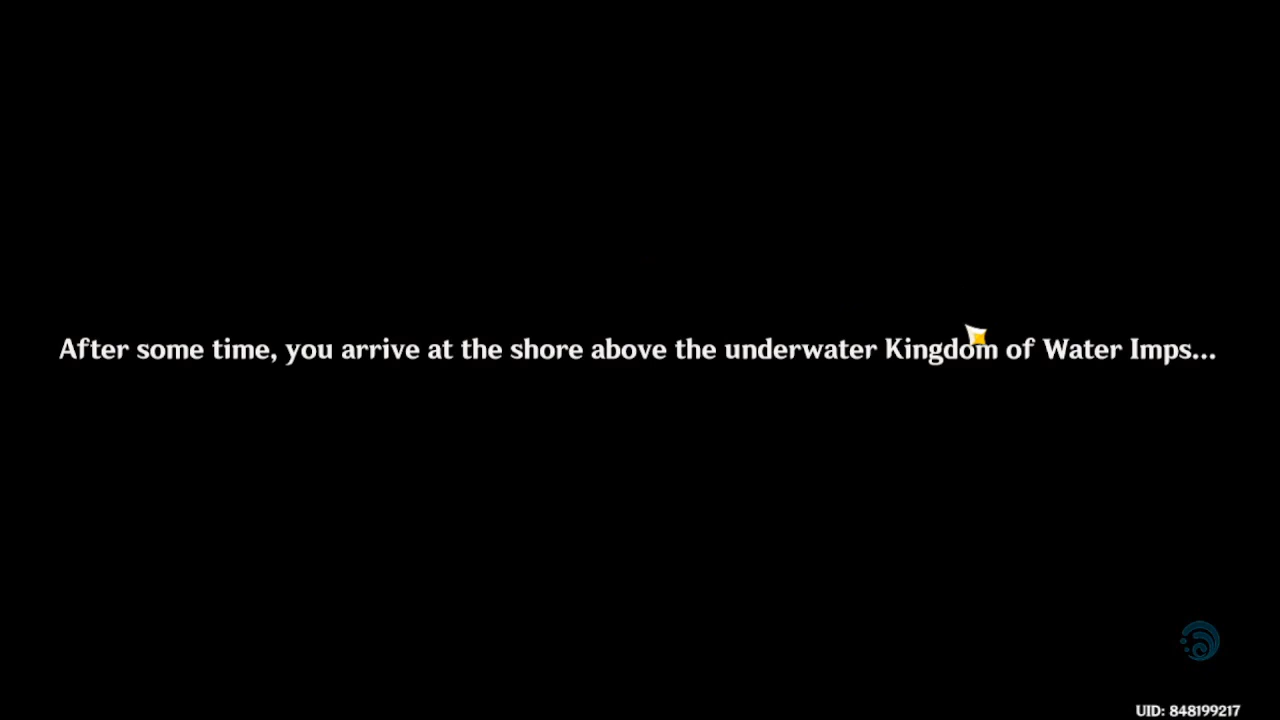 After some time, you arrive at the shore above the underwater Kingdom of Water Imps...
UID: 848199217